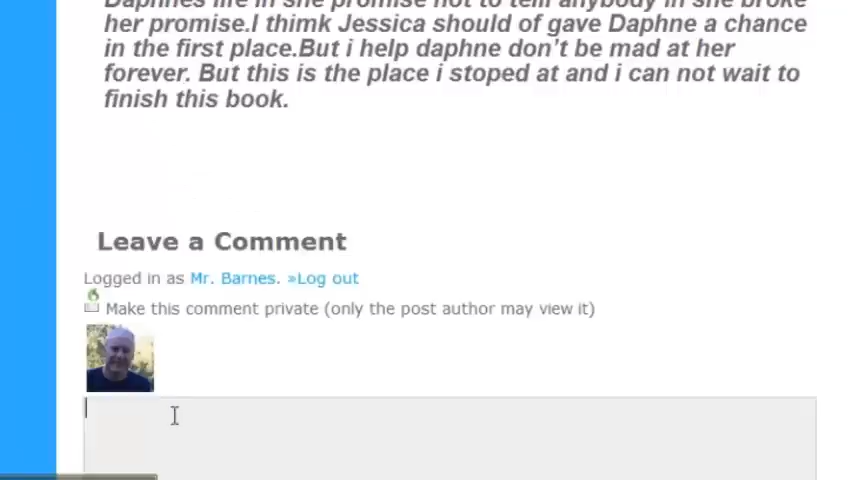 Daphnes life in she promise not to tell anybody in she broke
her promise.I thimk Jessica should of gave Daphne a chance
in the first place.But i help daphne don't be mad at her
forever. But this is the place i stoped at and i can not wait to
finish this book.
Leave a Comment
Logged in as Mr. Barnes. »Log out
Make this comment private (only the post author may view it)